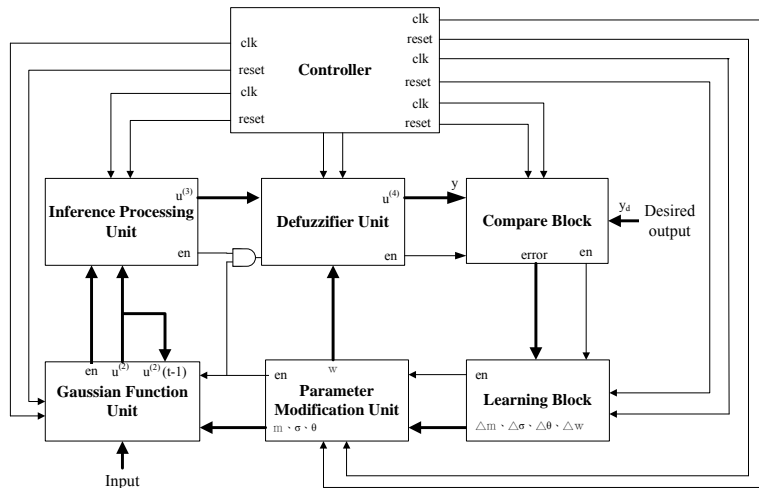 clk
reset
clk
reset
Controller
clk
reset
clk
reset
clk
reset
u(3)
Inference Processing
Unit
en
u(4)
Defuzzifier Unit
en
y
Compare Block
error
en
yd
Desired
output
en
u(2)
u(2) (t-1)
Gaussian Function
Unit
Input
w
en
Parameter
Modification Unit
m、σ、θ
en
Learning Block
△m、△σ、△θ、△w